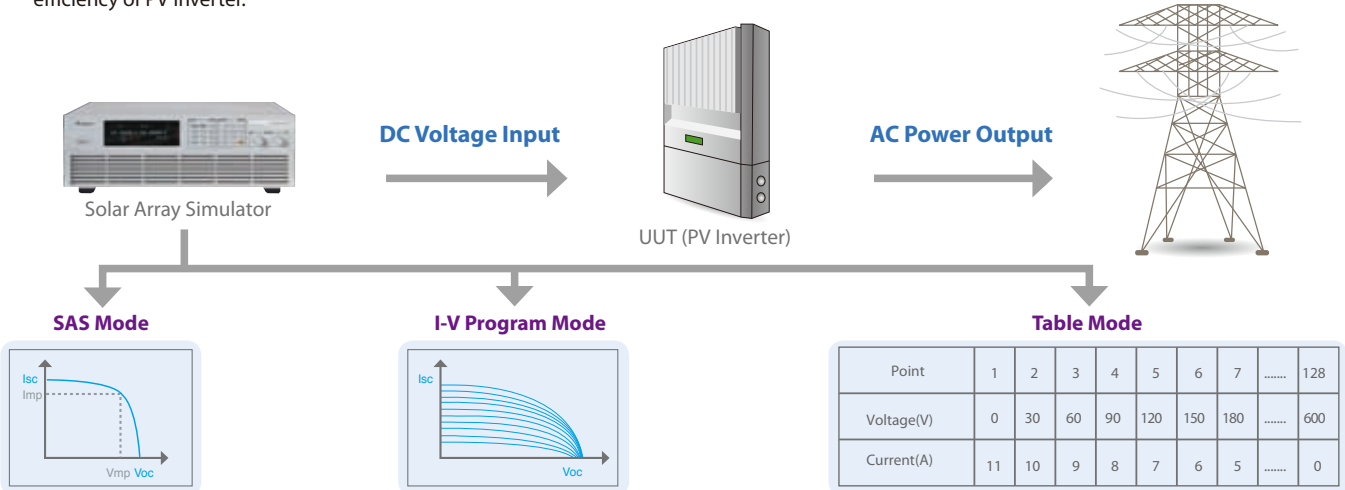 efficiency of PV inverter.
DC Voltage Input
AC Power Output
Solar Array Simulator
UUT (PV Inverter)
SAS Mode
I-V Program Mode
Table Mode
Isc
Imp
Vmp Voc
Isc
Voc
Point 1 2 3 4 5 6 7 ....... 128
Voltage(V) 0 30 60 90 120 150 180 ....... 600
Current(A) 11 10 9 8 7 6 5 ....... 0